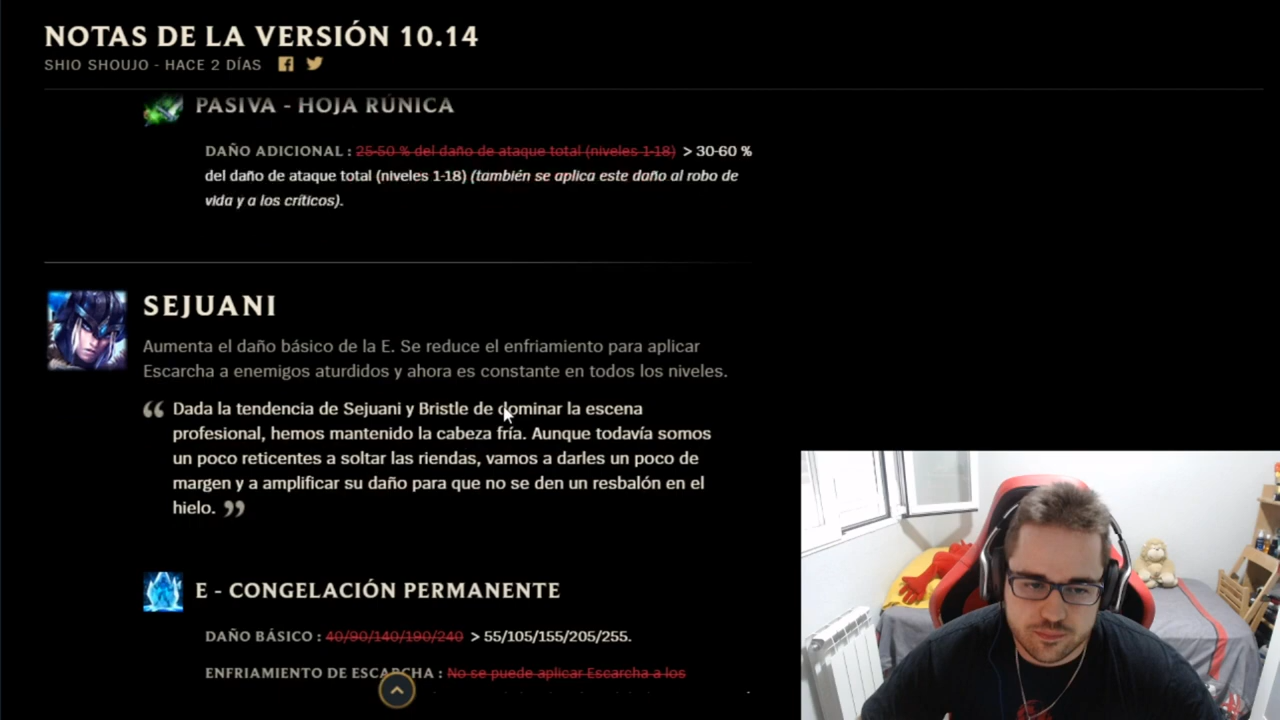 NOTAS DE LA VERSIÓN 10.14
SHIO SHOUJO - HACE 2 DÍAS
PASIVA - HOJA RÚNICA
DAÑO ADICIONAL : 25-50 % del daño de ataque total (niveles 1-18) > 30-60 %
del daño de ataque total (niveles 1-18) (también se aplica este daño al robo de
vida y a los críticos).
SEJUANI
Aumenta el daño básico de la E. Se reduce el enfriamiento para aplicar
Escarcha a enemigos aturdidos y ahora es constante en todos los niveles.
“ Dada la tendencia de Sejuani y Bristle de dominar la escena
profesional, hemos mantenido la cabeza fría. Aunque todavía somos
un poco reticentes a soltar las riendas, vamos a darles un poco de
margen y a amplificar su daño para que no se den un resbalón en el
hielo. ”
E - CONGELACIÓN PERMANENTE
DAÑO BÁSICO : 40/90/140/190/240 > 55/105/155/205/255.
ENFRIAMIENTO DE ESCARCHA : No se puede aplicar Escarcha a los